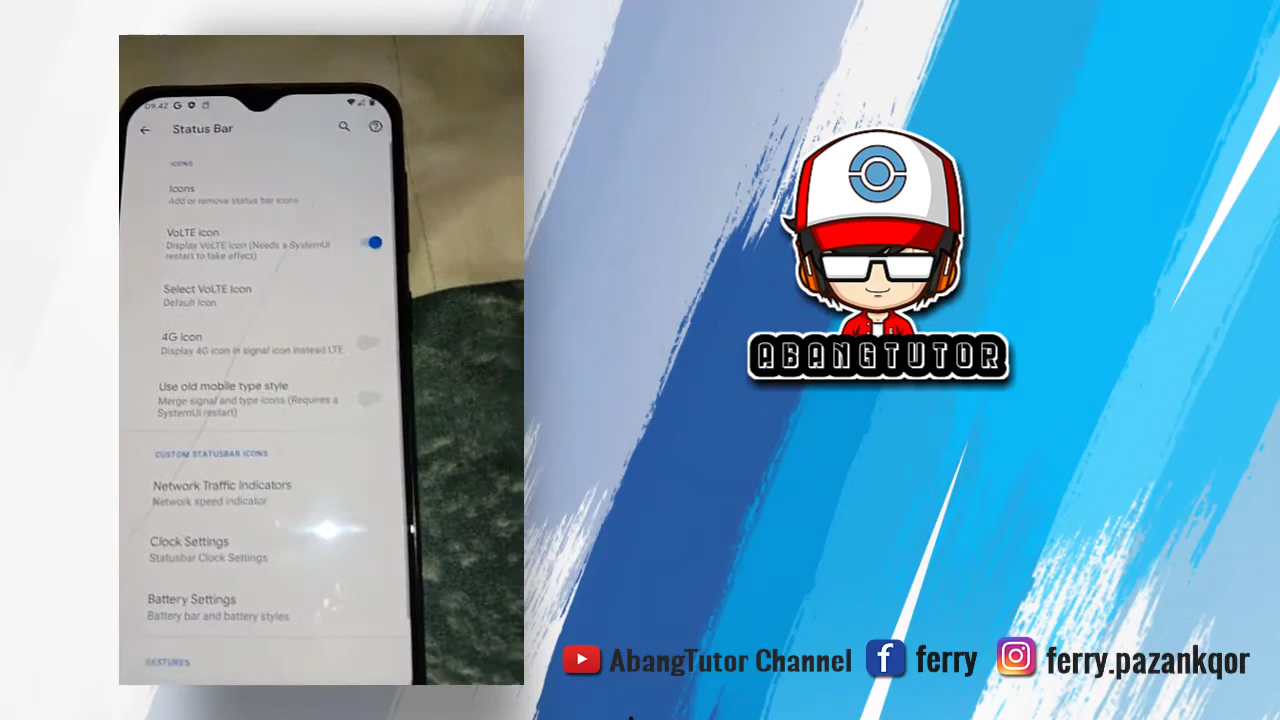 09.42
Status Bar
ICONS
Icons
Add or remove status bar icons
VoLTE icon
Display VoLTE icon (Needs a SystemUI
restart to take effect)
Select VoLTE Icon
Default Icon
4G icon
Display 4G icon in signal icon instead LTE
Use old mobile type style
Merge signal and type icons (Requires a
SystemUI restart)
CUSTOM STATUSBAR ICONS
Network Traffic Indicators
Network speed indicator
Clock Settings
Statusbar Clock Settings
Battery Settings
Battery bar and battery styles
GESTURES
ABANGTUTOR
AbangTutor Channel
ferry
ferry.pazankqor